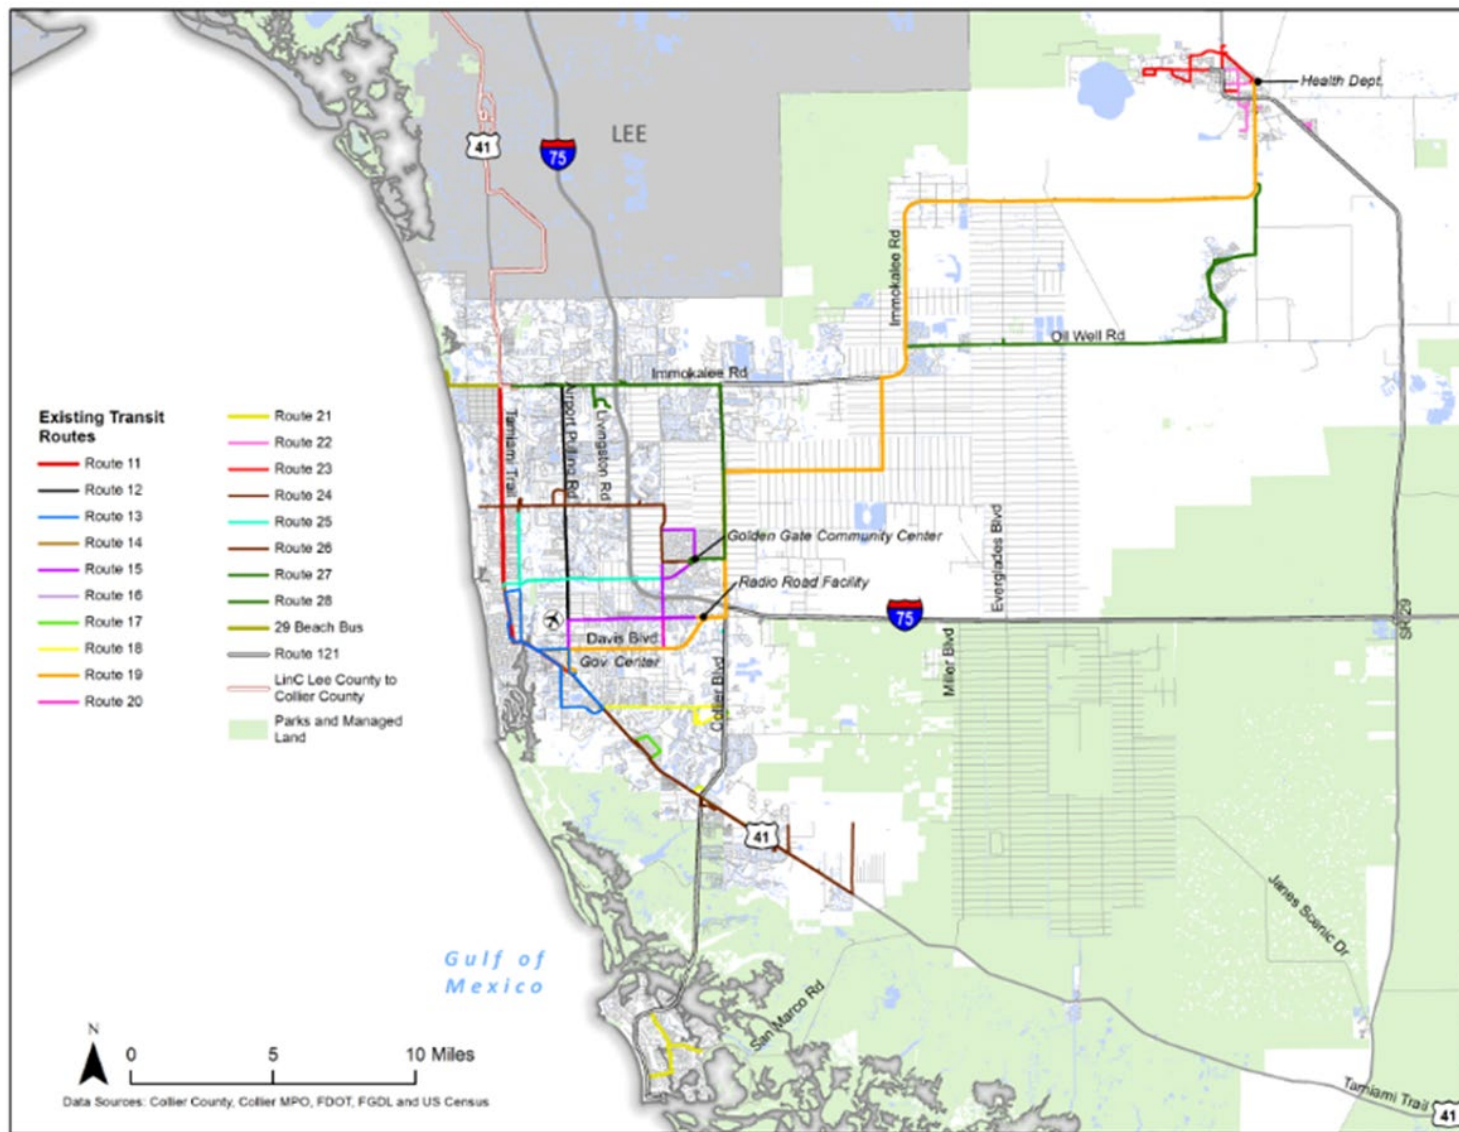 LEE
41
75
Health Dept.
Immokalee Rd
Oil Well Rd
Immokalee Rd
Tamiami Trail
Airport Pulling Rd
Livingston Rd
Golden Gate Community Center
Radio Road Facility
Everglades Blvd
75
SR 29
Davis Blvd
Gov. Center
Collier Blvd
Miller Blvd
41
Janes Scenic Dr
San Marco Rd
Tamiami Trail
41
Gulf of
Mexico
Existing Transit
Routes
Route 11
Route 12
Route 13
Route 14
Route 15
Route 16
Route 17
Route 18
Route 19
Route 20
Route 21
Route 22
Route 23
Route 24
Route 25
Route 26
Route 27
Route 28
29 Beach Bus
Route 121
LinC Lee County to
Collier County
Parks and Managed
Land
N
0 5 10 Miles
Data Sources: Collier County, Collier MPO, FDOT, FGDL and US Census